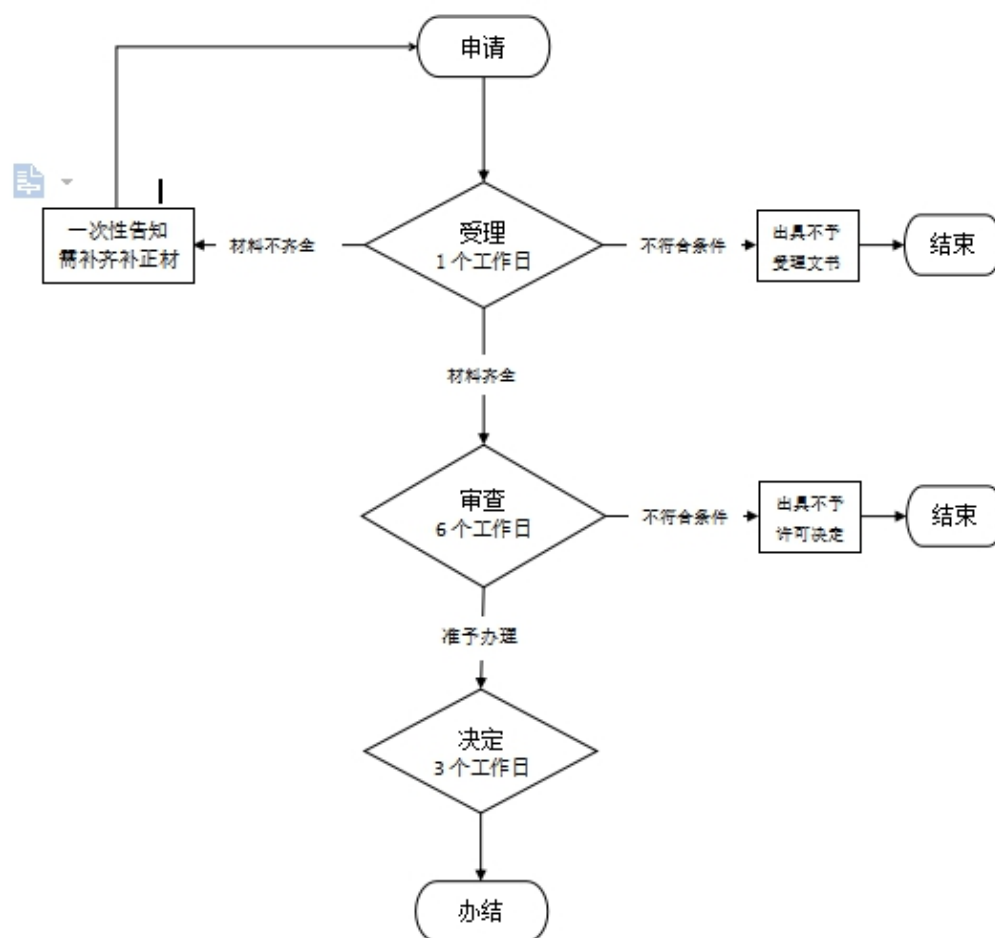 申请
一次性告知
需补齐补正材
材料不齐全
受理
1个工作日
不符合条件
出具不予
受理文书
结束
材料齐全
审查
6个工作日
不符合条件
出具不予
许可决定
结束
准予办理
决定
3个工作日
办结